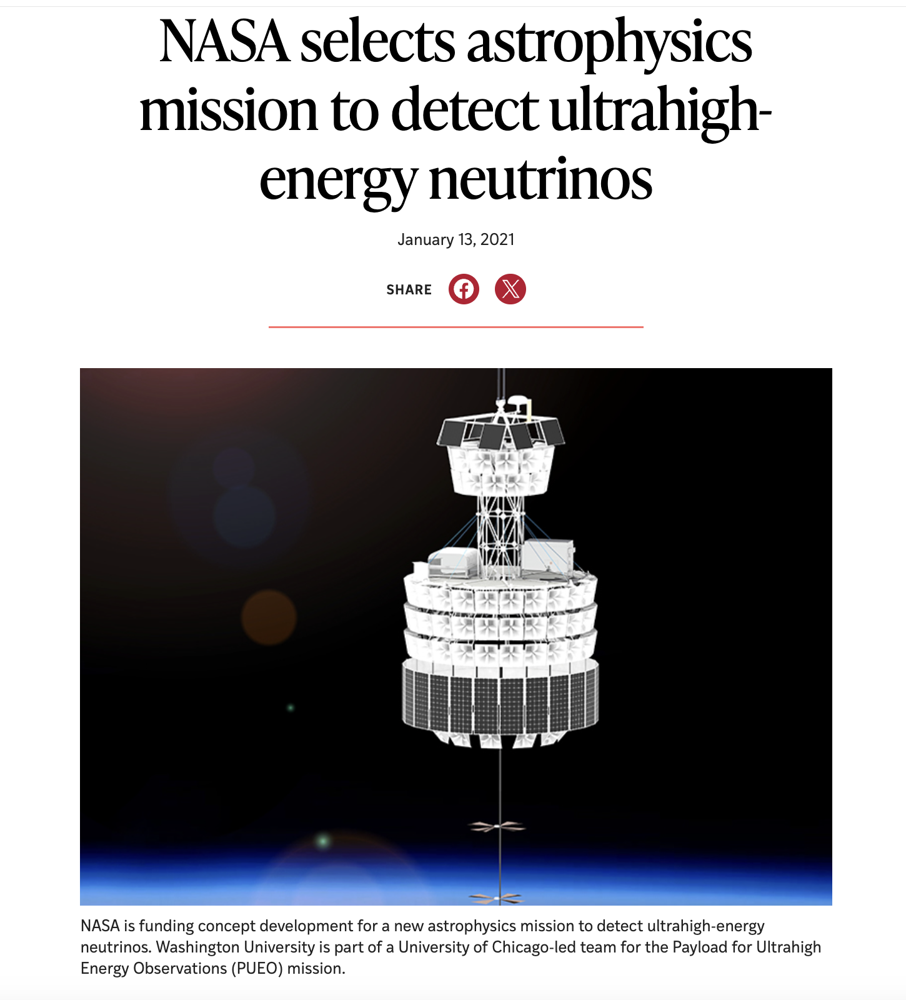 NASA selects astrophysics
mission to detect ultrahigh-
energy neutrinos
January 13, 2021
SHARE
NASA is funding concept development for a new astrophysics mission to detect ultrahigh-energy
neutrinos. Washington University is part of a University of Chicago-led team for the Payload for Ultrahigh
Energy Observations (PUEO) mission.